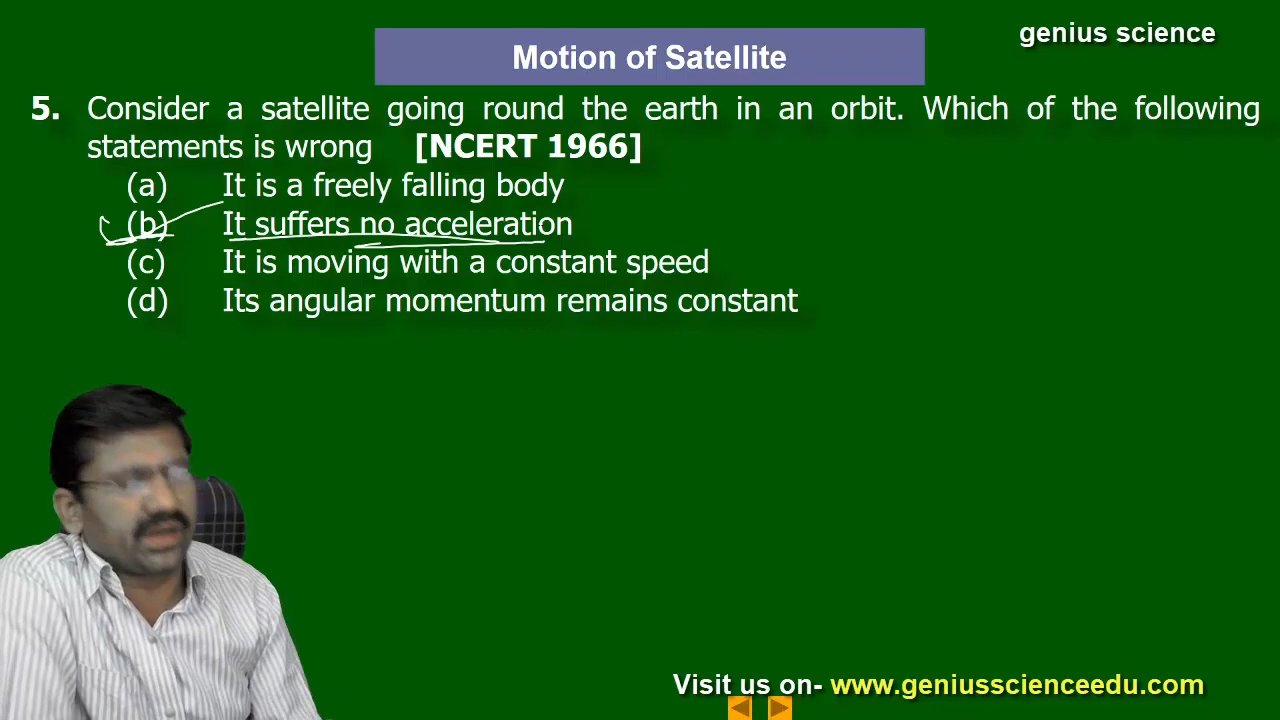 genius science
Motion of Satellite
5. Consider a satellite going round the earth in an orbit. Which of the following
statements is wrong [NCERT 1966]
(a) It is a freely falling body
(b) It suffers no acceleration
(c) It is moving with a constant speed
(d) Its angular momentum remains constant
Visit us on- www.geniusscienceedu.com